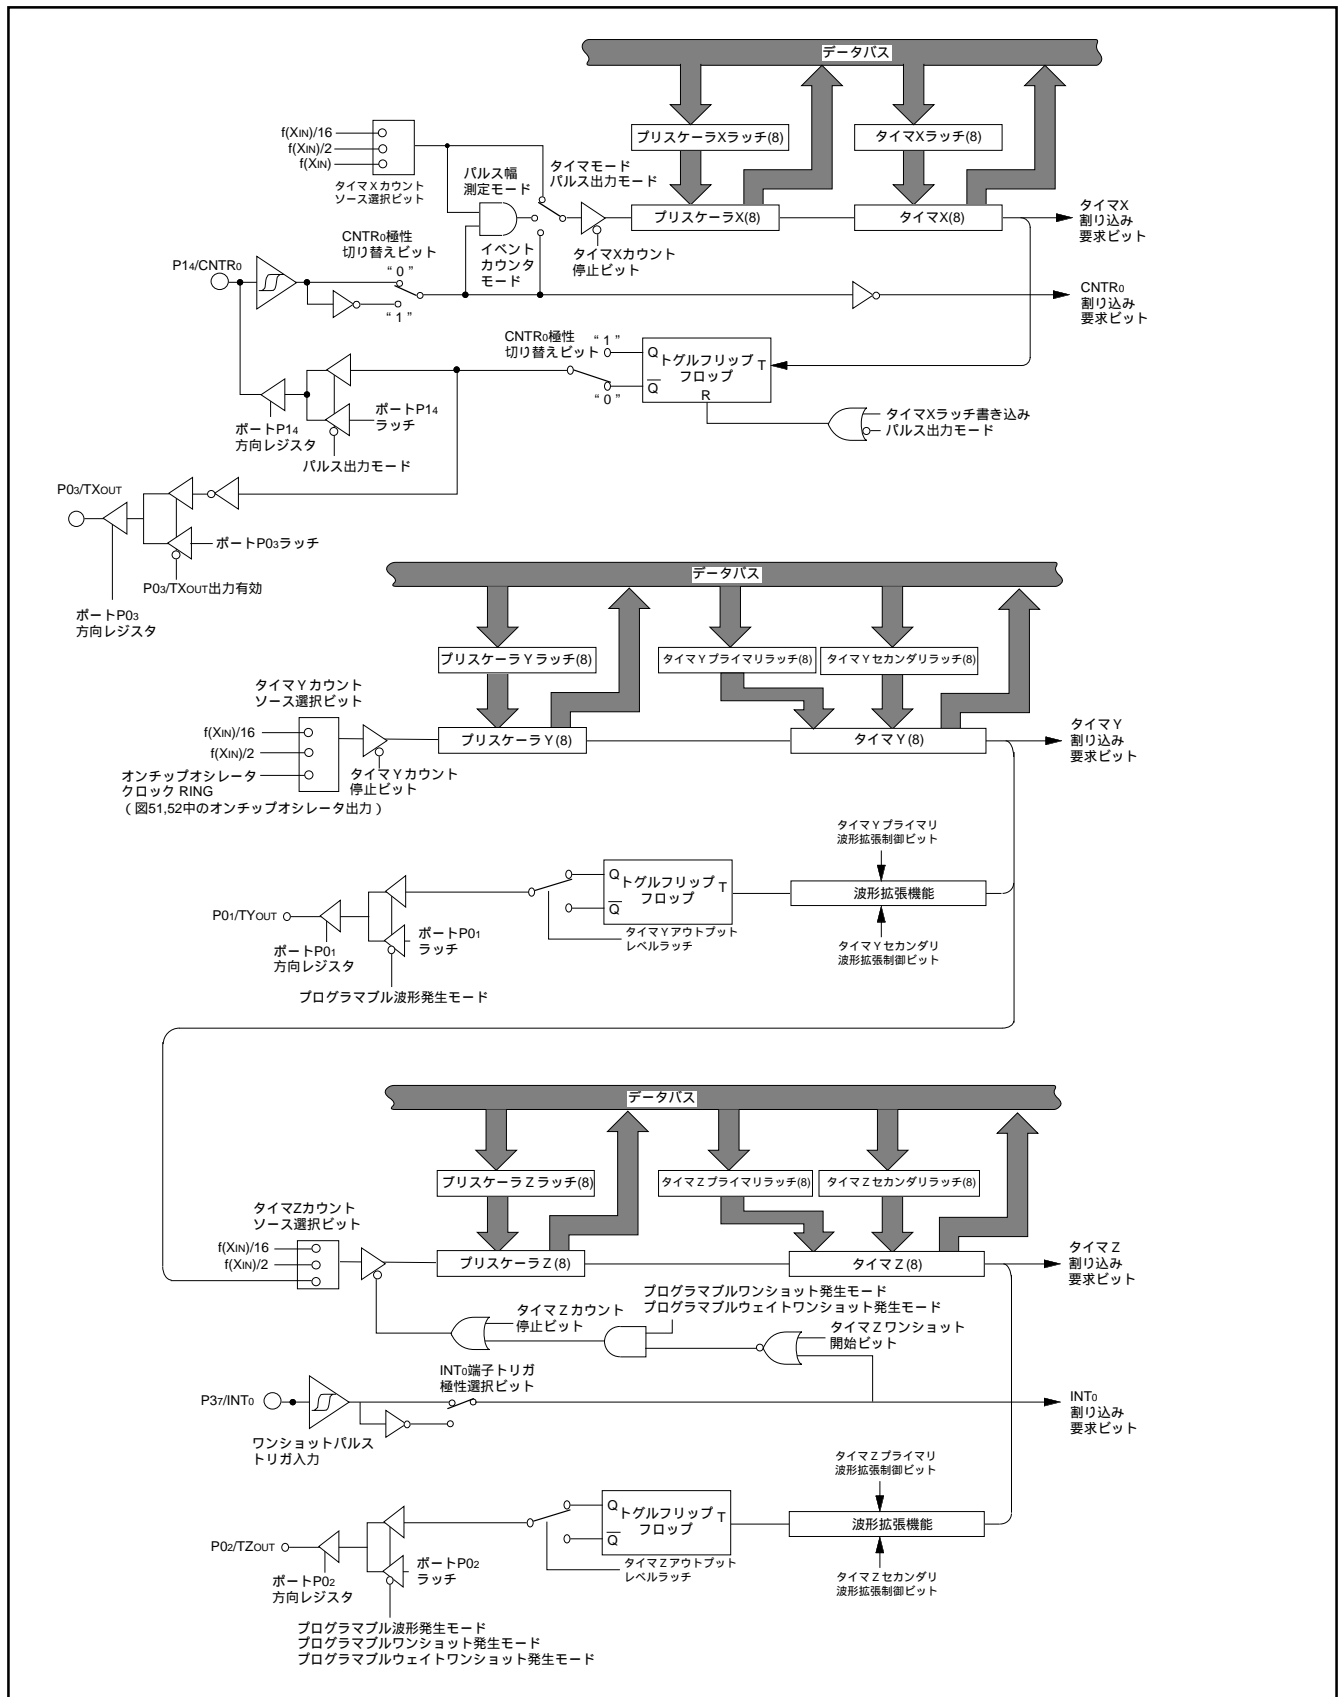 データバス
プリスケーラXラッチ(8)
タイマXラッチ(8)
f(XIN)/16
f(XIN)/2
f(XIN)
タイマXカウント
ソース選択ビット
パルス幅
測定モード
タイマモード
パルス出力モード
プリスケーラX(8)
タイマX(8)
タイマX
割り込み
要求ビット
タイマXカウント
停止ビット
イベント
カウンタ
モード
CNTR0極性
切り替えビット
“0”
“1”
P14/CNTR0
CNTR0
割り込み
要求ビット
CNTR0極性
切り替えビット
“1”
“0”
Q
Q
トグルフリップ
フロップ
T
R
タイマXラッチ書き込み
パルス出力モード
ポートP14
ラッチ
ポートP14
方向レジスタ
パルス出力モード
P03/TXOUT
ポートP03ラッチ
P03/TXOUT出力有効
ポートP03
方向レジスタ
データバス
プリスケーラYラッチ(8)
タイマYプライマリラッチ(8)
タイマYセカンダリラッチ(8)
タイマYカウント
ソース選択ビット
f(XIN)/16
f(XIN)/2
オンチップオシレータ
クロック RING
(図51,52中のオンチップオシレータ出力)
タイマYカウント
停止ビット
プリスケーラY(8)
タイマY(8)
タイマY
割り込み
要求ビット
タイマYプライマリ
波形拡張制御ビット
波形拡張機能
タイマYセカンダリ
波形拡張制御ビット
Q
Q
トグルフリップ
フロップ
T
タイマYアウトプット
レベルラッチ
P01/TYOUT
ポートP01
ラッチ
ポートP01
方向レジスタ
プログラマブル波形発生モード
データバス
プリスケーラZラッチ(8)
タイマZプライマリラッチ(8)
タイマZセカンダリラッチ(8)
タイマZカウント
ソース選択ビット
f(XIN)/16
f(XIN)/2
プリスケーラZ(8)
タイマZ(8)
タイマZ
割り込み
要求ビット
タイマZカウント
停止ビット
プログラマブルワンショット発生モード
プログラマブルウェイトワンショット発生モード
タイマZワンショット
開始ビット
INT0端子トリガ
極性選択ビット
P37/INT0
ワンショットパルス
トリガ入力
INT0
割り込み
要求ビット
タイマZプライマリ
波形拡張制御ビット
波形拡張機能
タイマZセカンダリ
波形拡張制御ビット
Q
Q
トグルフリップ
フロップ
T
タイマZアウトプット
レベルラッチ
P02/TZOUT
ポートP02
ラッチ
ポートP02
方向レジスタ
プログラマブル波形発生モード
プログラマブルワンショット発生モード
プログラマブルウェイトワンショット発生モード